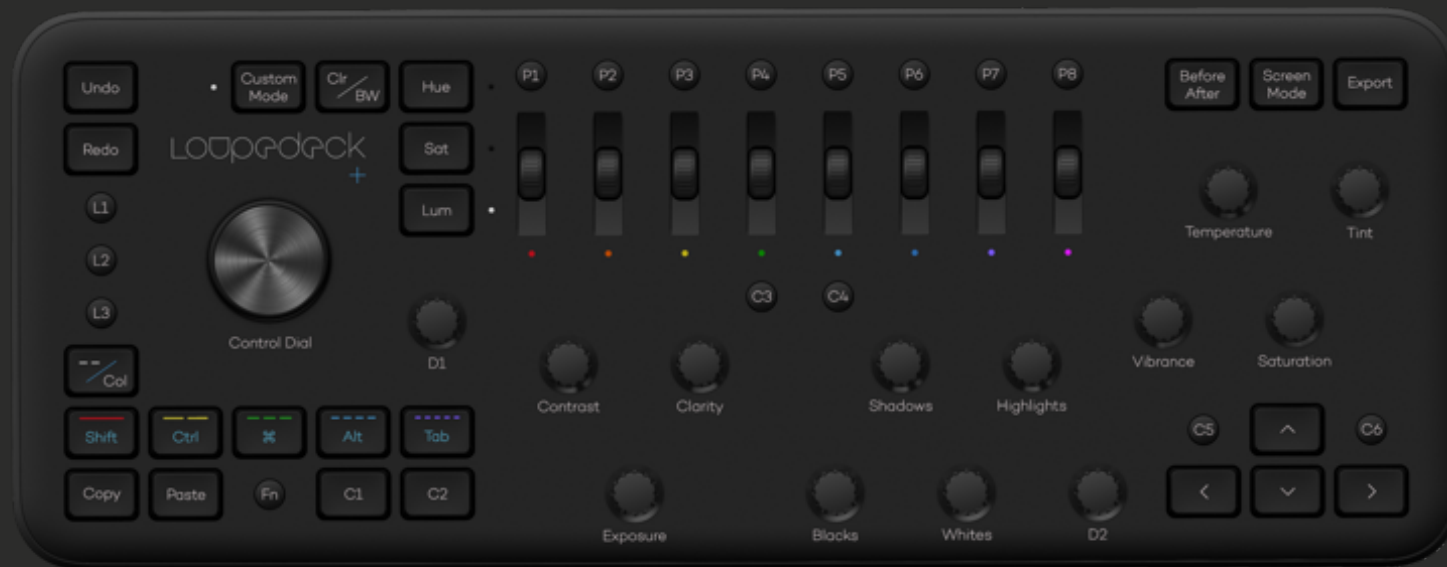 Undo
Custom
Mode
Clr
BW
Hue
P1 P2 P3 P4 P5 P6 P7 P8
Before
After
Screen
Mode
Export
Redo
Loupedeck
+
Sat
L1
Lum
Temperature
Tint
L2
C3 C4
L3
Control Dial
D1
Vibrance
Saturation
-- Col
Contrast
Clarity
Shadows
Highlights
Shift
Ctrl
⌘
Alt
Tab
C5
^
C6
Copy
Paste
Fn
C1
C2
<
v
>
Exposure
Blacks
Whites
D2